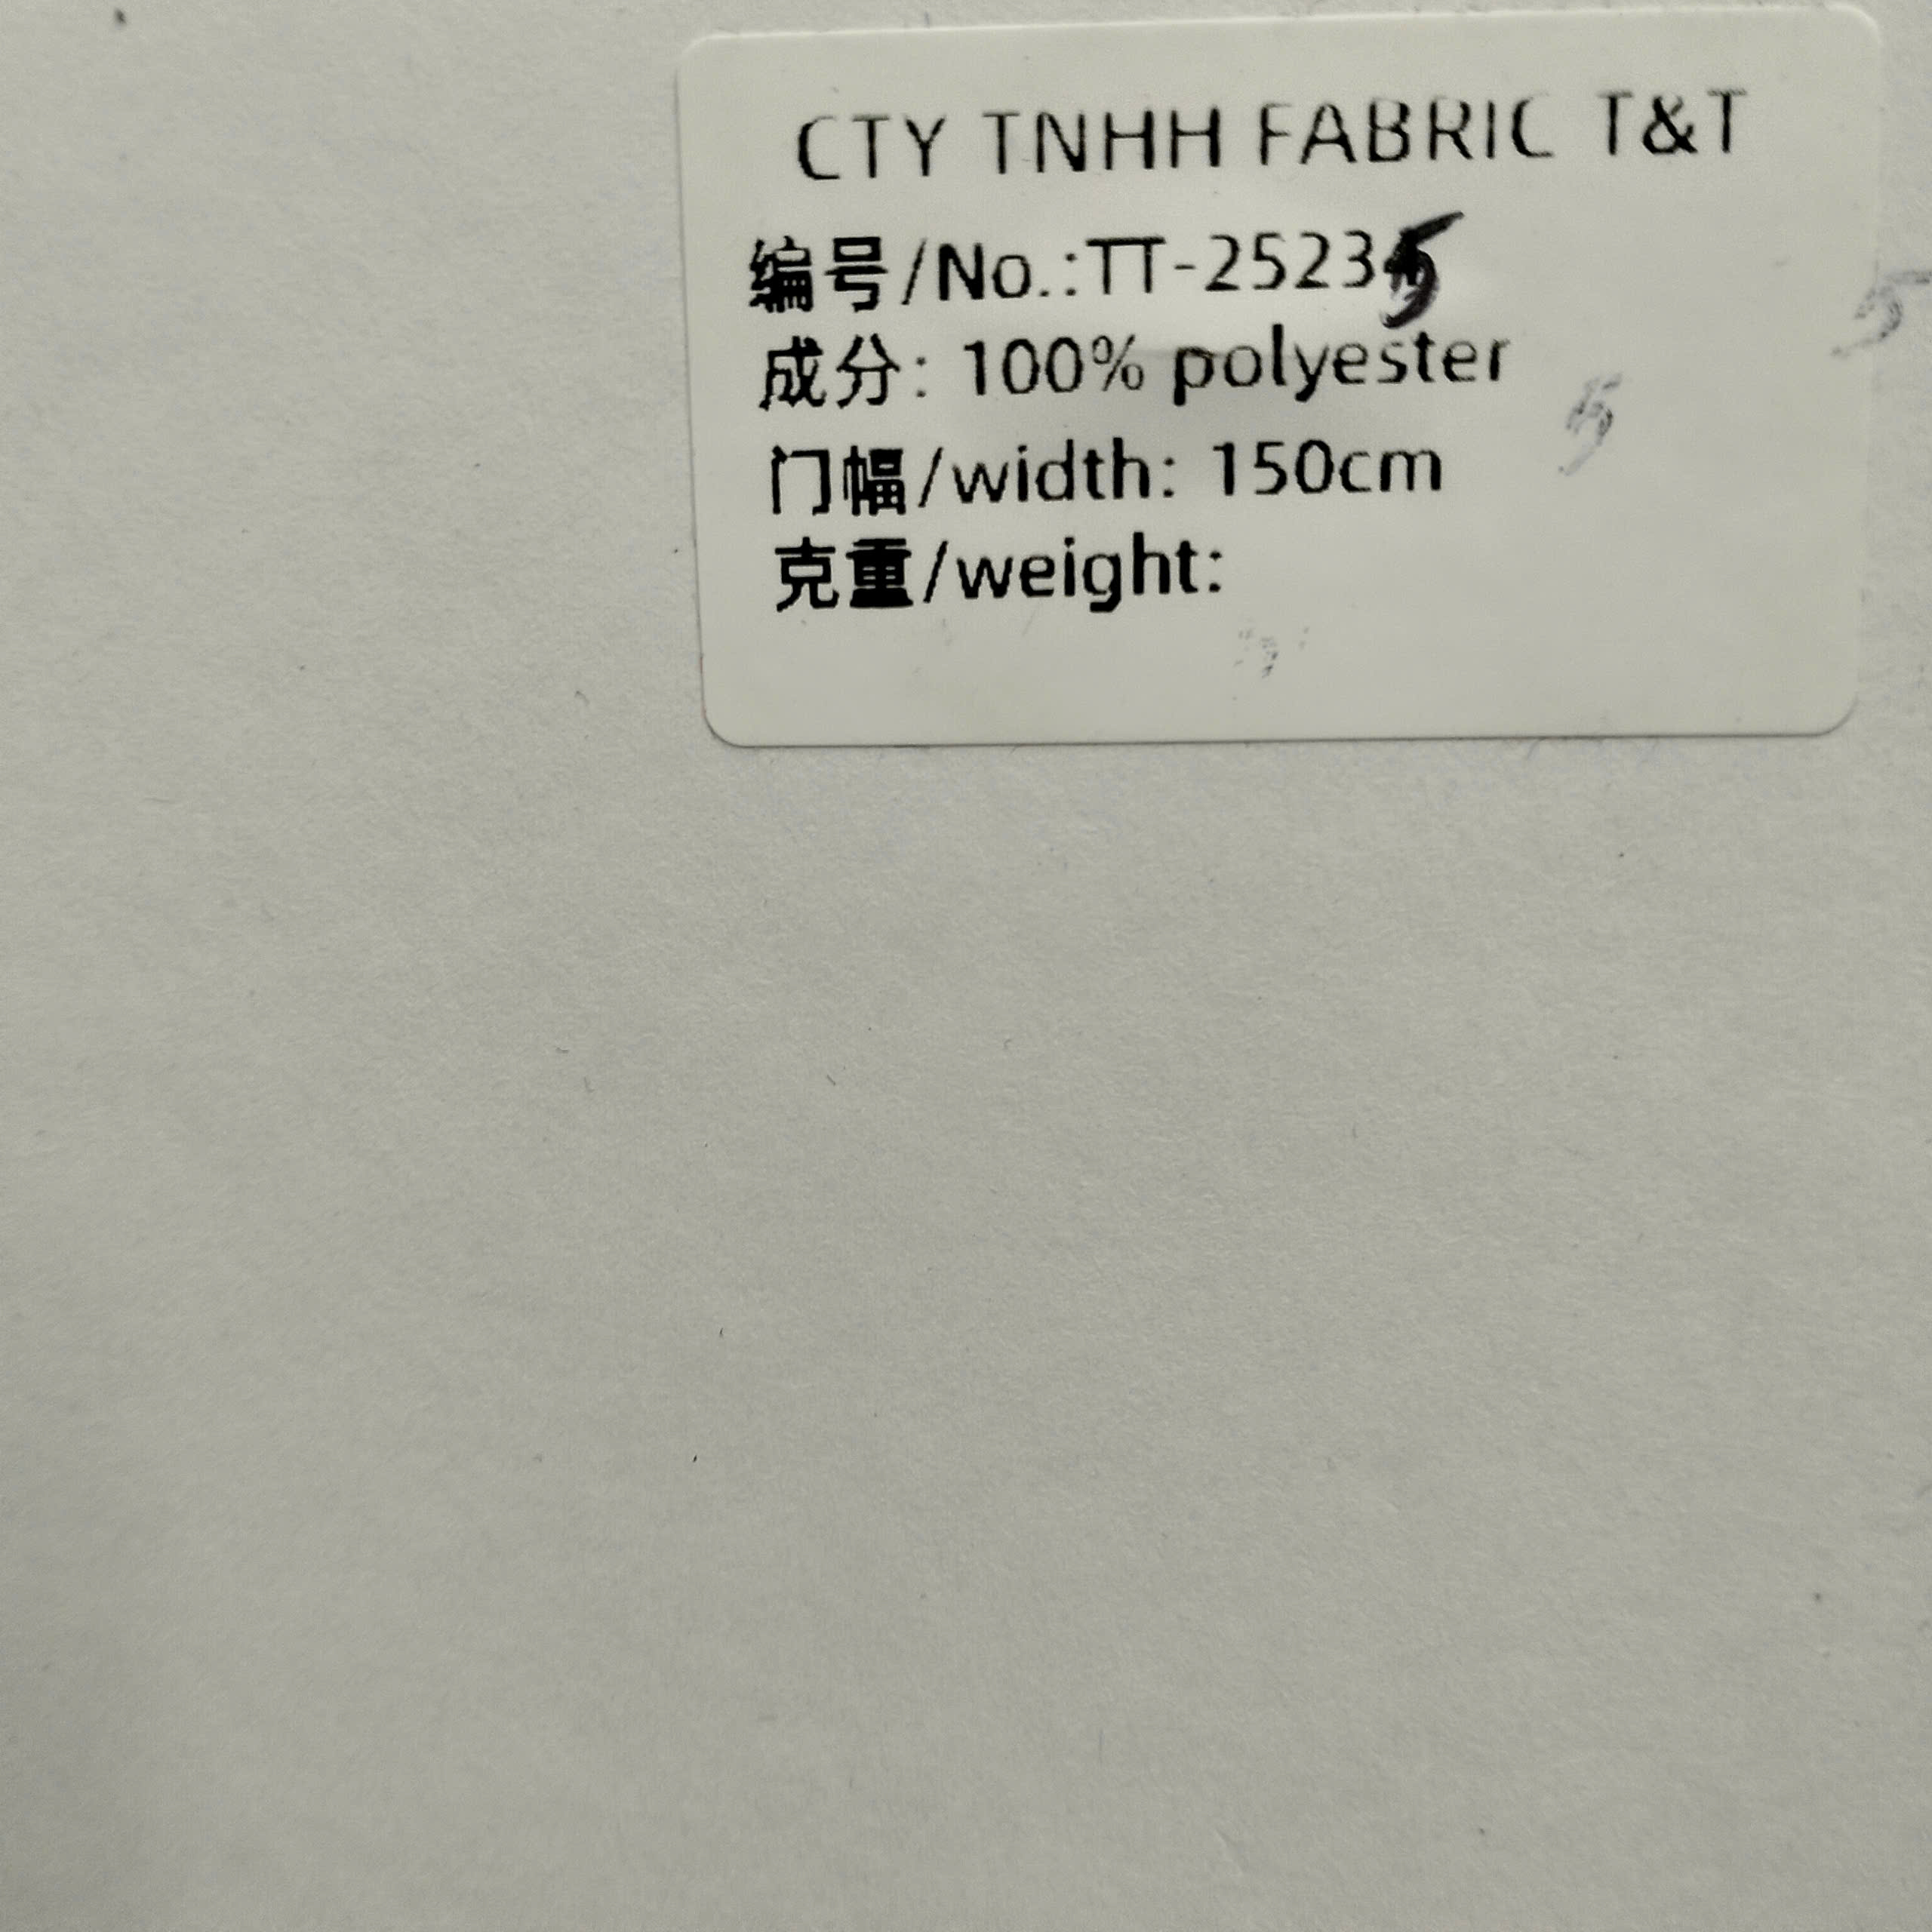 CTY TNHH FABRIC T&T
编号/No.:TT-25235
成分: 100% polyester
门幅/width: 150cm
克重/weight: